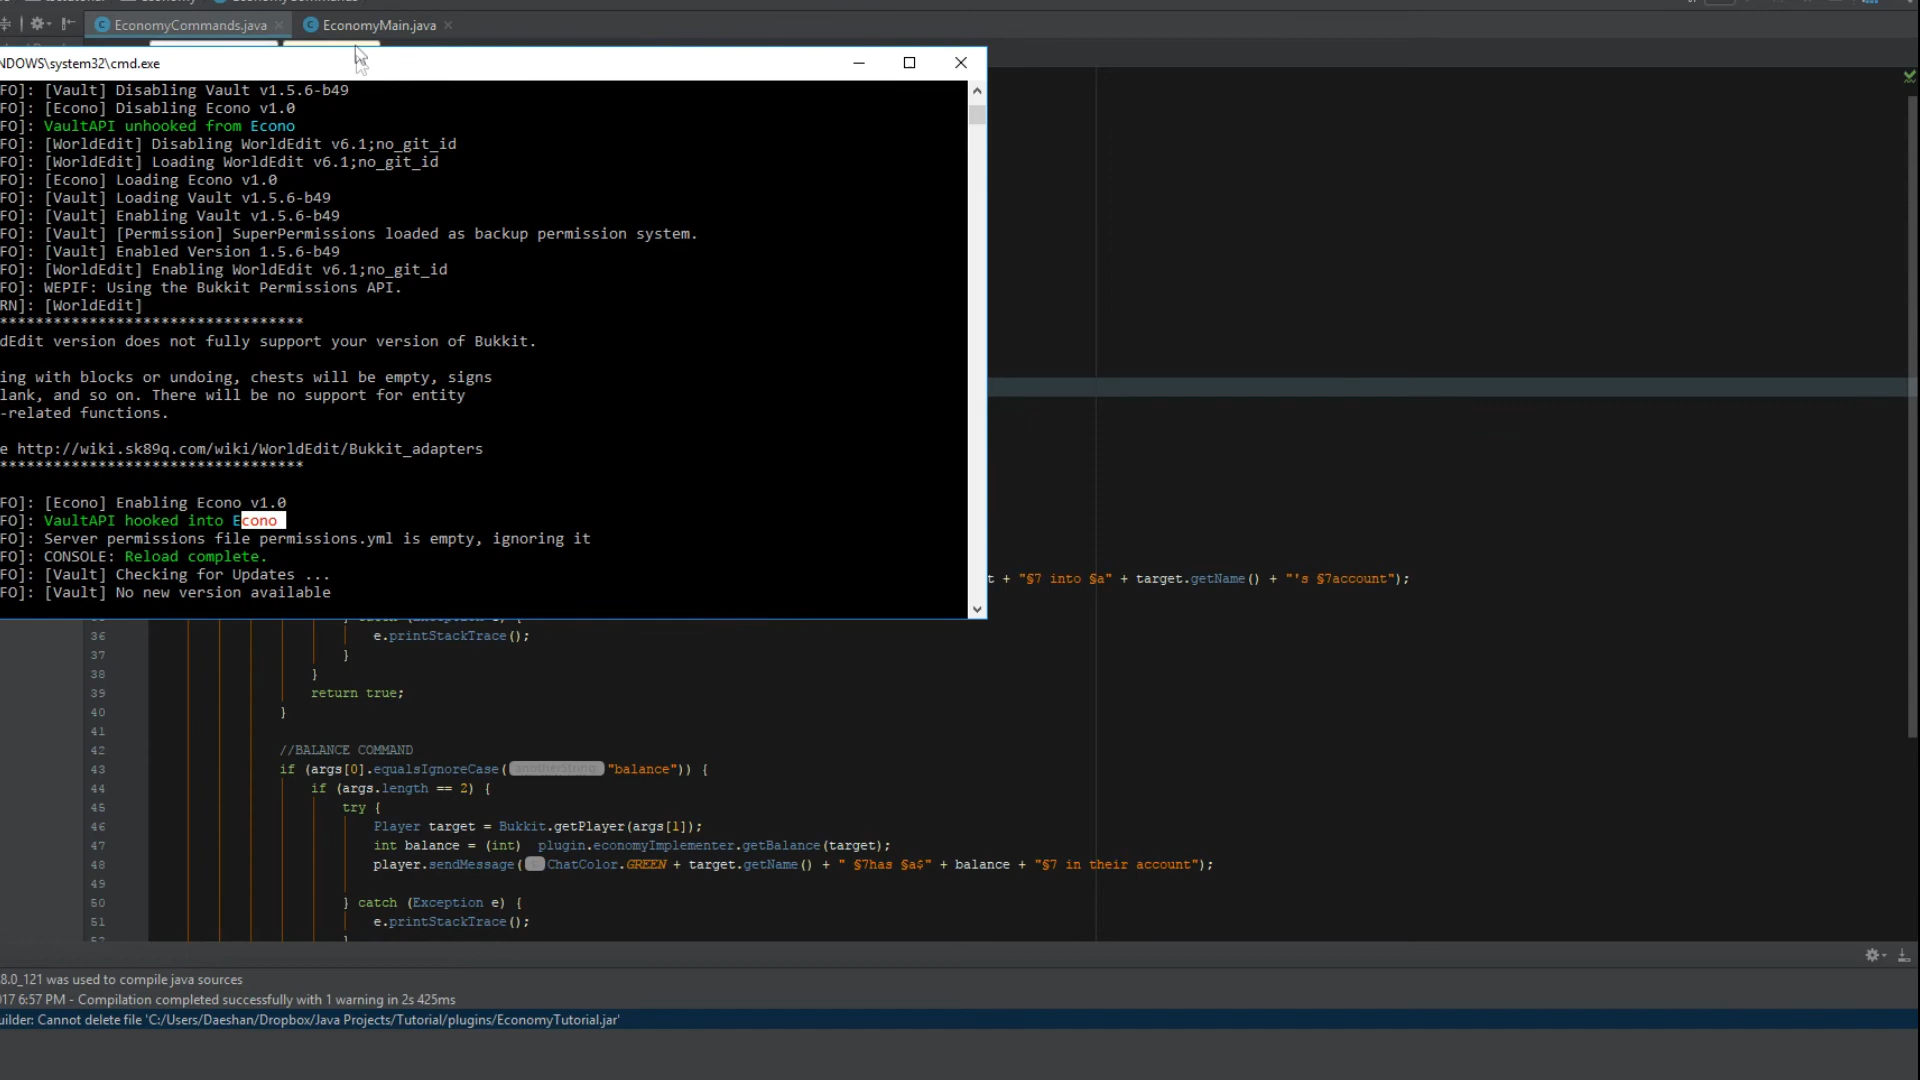 EconomyCommands.java
EconomyMain.java
NDOWS\system32\cmd.exe
FO]: [Vault] Disabling Vault v1.5.6-b49
FO]: [Econo] Disabling Econo v1.0
FO]: VaultAPI unhooked from Econo
FO]: [WorldEdit] Disabling WorldEdit v6.1;no_git_id
FO]: [WorldEdit] Loading WorldEdit v6.1;no_git_id
FO]: [Econo] Loading Econo v1.0
FO]: [Vault] Loading Vault v1.5.6-b49
FO]: [Vault] Enabling Vault v1.5.6-b49
FO]: [Vault] [Permission] SuperPermissions loaded as backup permission system.
FO]: [Vault] Enabled Version 1.5.6-b49
FO]: [WorldEdit] Enabling WorldEdit v6.1;no_git_id
FO]: WEPIF: Using the Bukkit Permissions API.
RN]: [WorldEdit]
**********************************
dEdit version does not fully support your version of Bukkit.
ing with blocks or undoing, chests will be empty, signs
lank, and so on. There will be no support for entity
-related functions.
e http://wiki.sk89q.com/wiki/WorldEdit/Bukkit_adapters
**********************************
FO]: [Econo] Enabling Econo v1.0
FO]: VaultAPI hooked into Econo
FO]: Server permissions file permissions.yml is empty, ignoring it
FO]: CONSOLE: Reload complete.
FO]: [Vault] Checking for Updates ...
FO]: [Vault] No new version available
t + "§7 into §a" + target.getName() + "'s §7account");
36 e.printStackTrace();
37 }
38 }
39 return true;
40 }
41
42 //BALANCE COMMAND
43 if (args[0].equalsIgnoreCase( anotherString: "balance")) {
44 if (args.length == 2) {
45 try {
46 Player target = Bukkit.getPlayer(args[1]);
47 int balance = (int) plugin.economyImplementer.getBalance(target);
48 player.sendMessage( ChatColor.GREEN + target.getName() + " §7has §a$" + balance + "§7 in their account");
49
50 } catch (Exception e) {
51 e.printStackTrace();
8.0_121 was used to compile java sources
17 6:57 PM - Compilation completed successfully with 1 warning in 2s 425ms
uilder: Cannot delete file 'C:/Users/Daeshan/Dropbox/Java Projects/Tutorial/plugins/EconomyTutorial.jar'